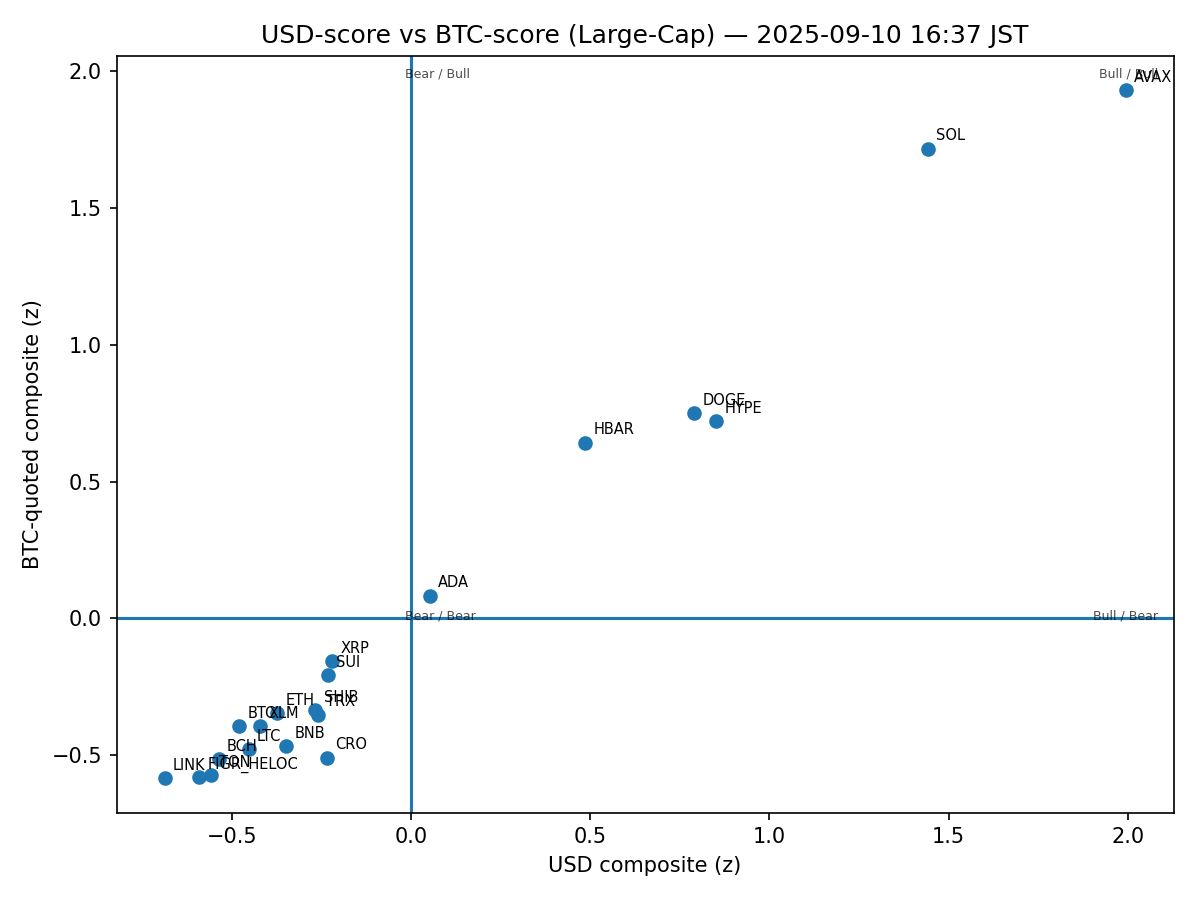 USD-score vs BTC-score (Large-Cap) — 2025-09-10 16:37 JST
2.0
Bear / Bull
Bull / Bull
AVAX
SOL
1.5
1.0
DOGE
HYPE
HBAR
0.5
ADA
0.0
Bear / Bear
Bull / Bear
XRP
SUI
SHIB
TRX
ETH
BTC
XLM
BNB
LTC
CRO
BCH
−0.5
LINK
TON
FIGR_HELOC
−0.5
0.0
0.5
1.0
1.5
2.0
USD composite (z)
BTC-quoted composite (z)